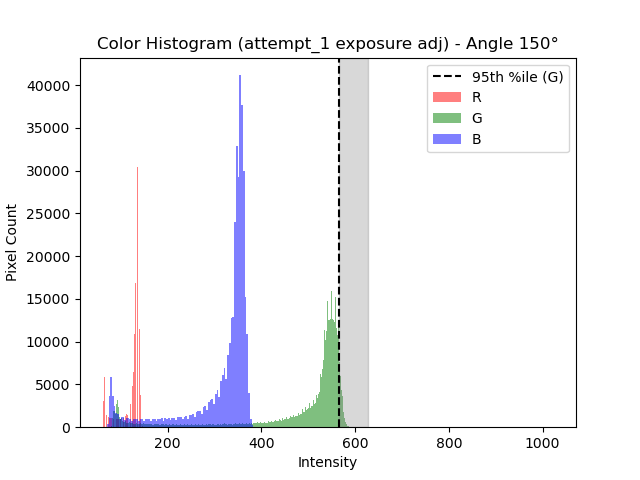 Color Histogram (attempt_1 exposure adj) - Angle 150°
40000
35000
30000
25000
20000
15000
10000
5000
0
Pixel Count
95th %ile (G)
R
G
B
200
400
600
800
1000
Intensity